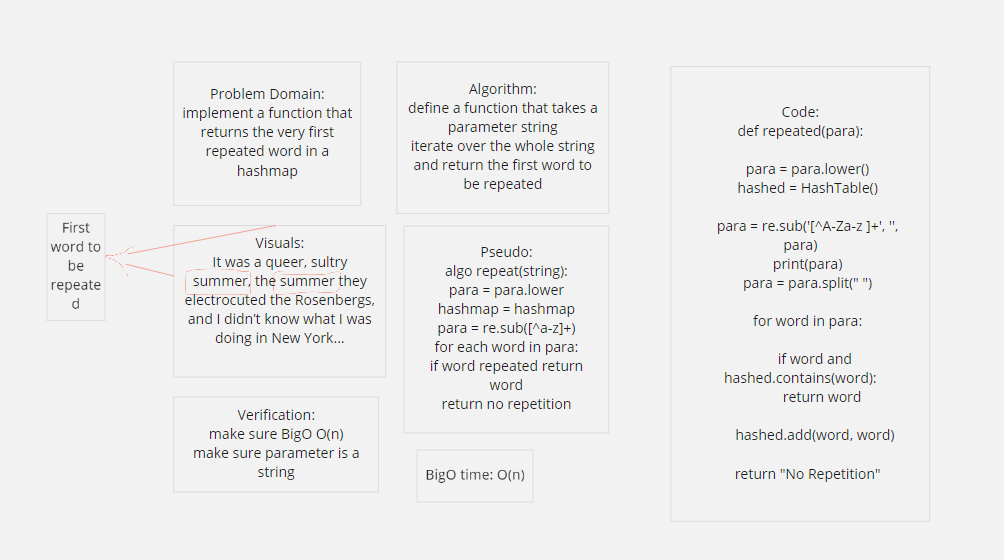 Problem Domain:
implement a function that
returns the very first
repeated word in a
hashmap
Algorithm:
define a function that takes a
parameter string
iterate over the whole string
and return the first word to
be repeated
First
word to
be
repeate
d
Visuals:
It was a queer, sultry
summer, the summer they
electrocuted the Rosenbergs,
and I didn’t know what I was
doing in New York...
Pseudo:
algo repeat(string):
para = para.lower
hashmap = hashmap
para = re.sub([^a-z]+)
for each word in para:
if word repeated return
word
return no repetition
Verification:
make sure BigO O(n)
make sure parameter is a
string
BigO time: O(n)
Code:
def repeated(para):
para = para.lower()
hashed = HashTable()
para = re.sub('[^A-Za-z ]+', '',
para)
print(para)
para = para.split(" ")
for word in para:
if word and
hashed.contains(word):
return word
hashed.add(word, word)
return "No Repetition"